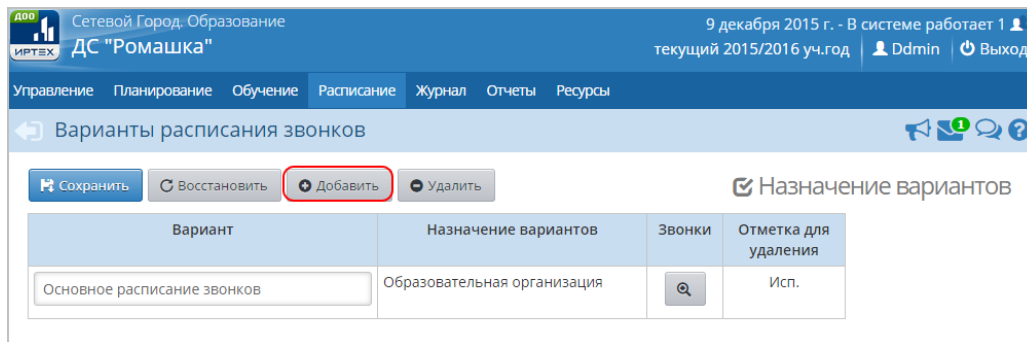 ДОО
ИРТЕХ
Сетевой Город. Образование
ДС "Ромашка"
9 декабря 2015 г. - В системе работает 1
текущий 2015/2016 уч.год Ddmin Выход
Управление Планирование Обучение Расписание Журнал Отчеты Ресурсы
Варианты расписания звонков
1
Сохранить Восстановить Добавить Удалить
Назначение вариантов
Вариант Назначение вариантов Звонки Отметка для удаления
Основное расписание звонков Образовательная организация Исп.